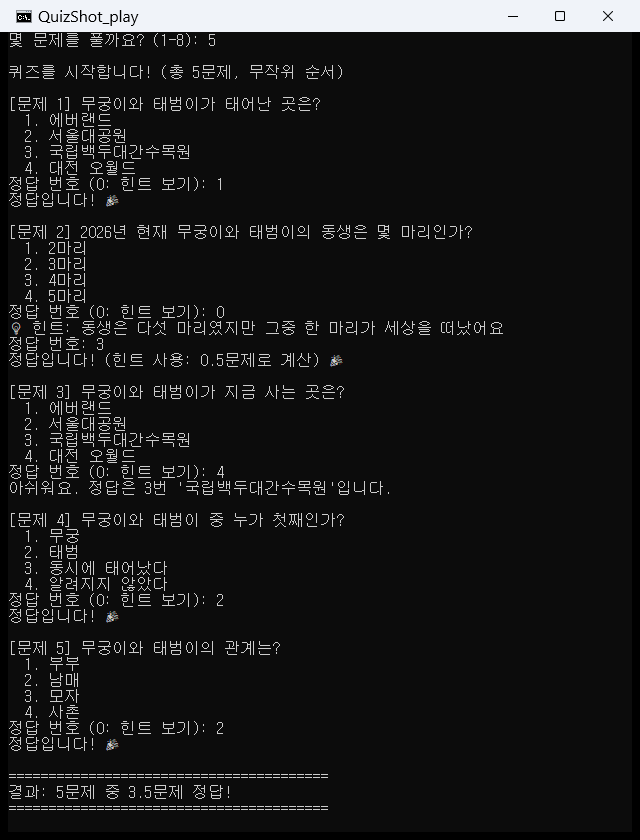 QuizShot_play
몇 문제를 풀까요? (1-8): 5
퀴즈를 시작합니다! (총 5문제, 무작위 순서)
[문제 1] 무궁이와 태범이가 태어난 곳은?
1. 에버랜드
2. 서울대공원
3. 국립백두대간수목원
4. 대전 오월드
정답 번호 (0: 힌트 보기): 1
정답입니다! 🎉
[문제 2] 2026년 현재 무궁이와 태범이의 동생은 몇 마리인가?
1. 2마리
2. 3마리
3. 4마리
4. 5마리
정답 번호 (0: 힌트 보기): 0
💡 힌트: 동생은 다섯 마리였지만 그중 한 마리가 세상을 떠났어요
정답 번호: 3
정답입니다! (힌트 사용: 0.5문제로 계산) 🎉
[문제 3] 무궁이와 태범이가 지금 사는 곳은?
1. 에버랜드
2. 서울대공원
3. 국립백두대간수목원
4. 대전 오월드
정답 번호 (0: 힌트 보기): 4
아쉬워요. 정답은 3번 '국립백두대간수목원'입니다.
[문제 4] 무궁이와 태범이 중 누가 첫째인가?
1. 무궁
2. 태범
3. 동시에 태어났다
4. 알려지지 않았다
정답 번호 (0: 힌트 보기): 2
정답입니다! 🎉
[문제 5] 무궁이와 태범이의 관계는?
1. 부부
2. 남매
3. 모자
4. 사촌
정답 번호 (0: 힌트 보기): 2
정답입니다! 🎉
========================================
결과: 5문제 중 3.5문제 정답!
========================================